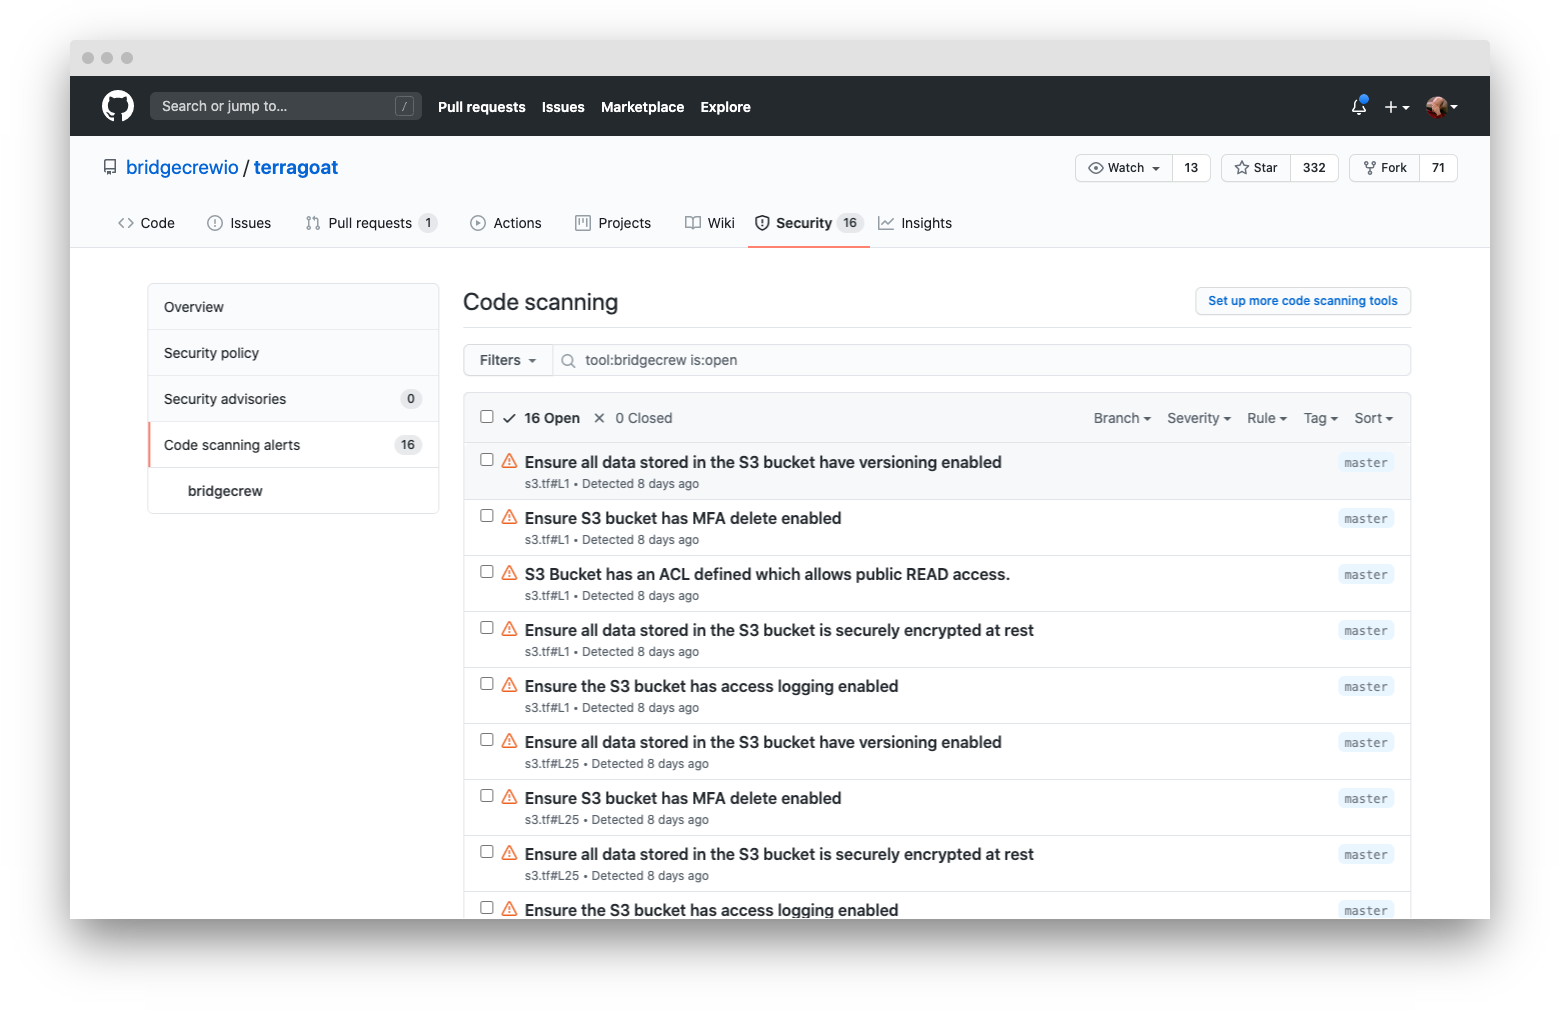 Search or jump to... / Pull requests Issues Marketplace Explore
bridgecrewio / terragoat Watch 13 Star 332 Fork 71
Code Issues Pull requests 1 Actions Projects Wiki Security 16 Insights
Overview
Security policy
Security advisories 0
Code scanning alerts 16
bridgecrew
Code scanning Set up more code scanning tools
Filters tool:bridgecrew is:open
16 Open 0 Closed Branch Severity Rule Tag Sort
Ensure all data stored in the S3 bucket have versioning enabled master
s3.tf#L1 • Detected 8 days ago
Ensure S3 bucket has MFA delete enabled master
s3.tf#L1 • Detected 8 days ago
S3 Bucket has an ACL defined which allows public READ access. master
s3.tf#L1 • Detected 8 days ago
Ensure all data stored in the S3 bucket is securely encrypted at rest master
s3.tf#L1 • Detected 8 days ago
Ensure the S3 bucket has access logging enabled master
s3.tf#L1 • Detected 8 days ago
Ensure all data stored in the S3 bucket have versioning enabled master
s3.tf#L25 • Detected 8 days ago
Ensure S3 bucket has MFA delete enabled master
s3.tf#L25 • Detected 8 days ago
Ensure all data stored in the S3 bucket is securely encrypted at rest master
s3.tf#L25 • Detected 8 days ago
Ensure the S3 bucket has access logging enabled master